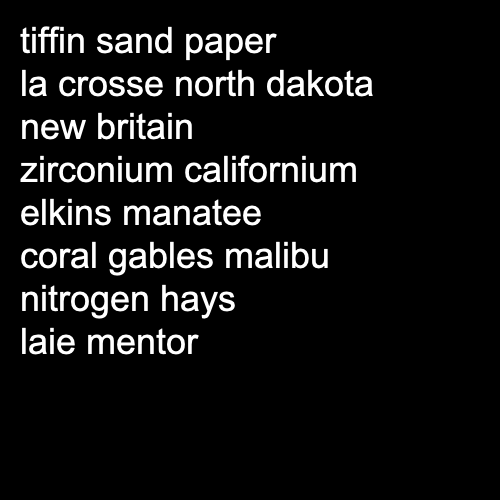 tiffin sand paper
la crosse north dakota
new britain
zirconium californium
elkins manatee
coral gables malibu
nitrogen hays
laie mentor